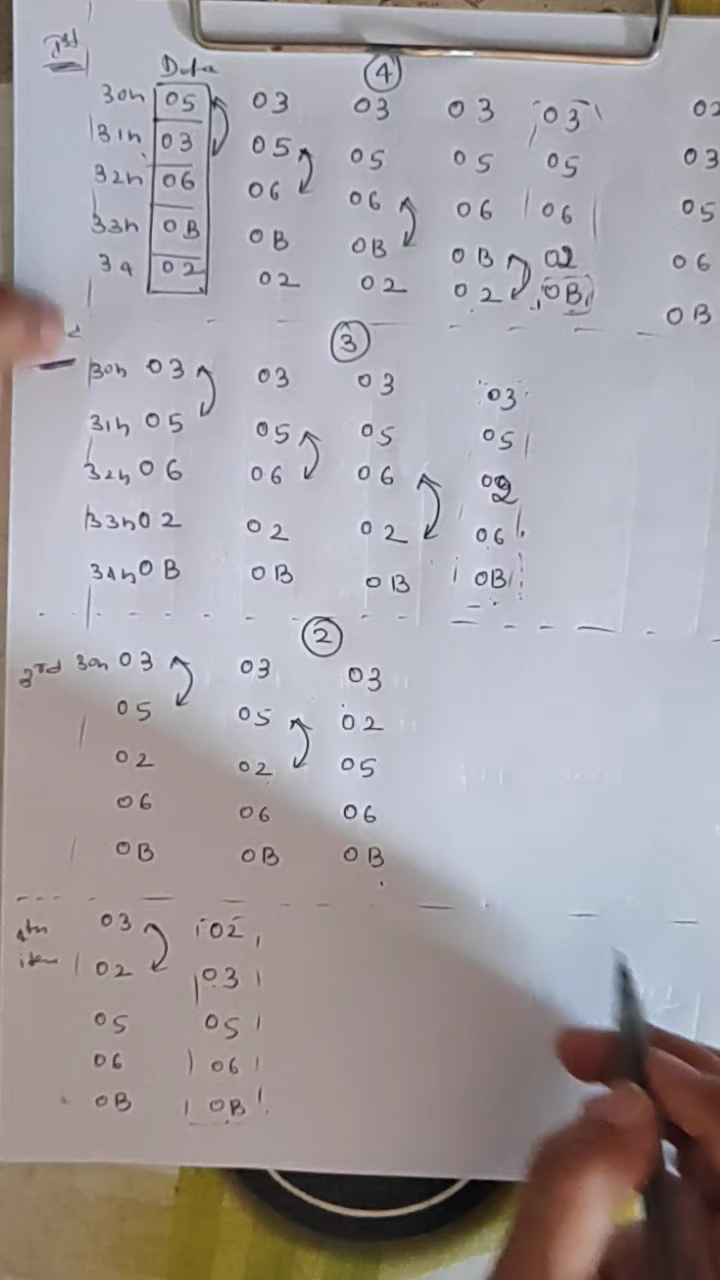 Ist
Data 4
30h 05 03 03 03 03 02
31h 03 05 05 05 05 03
32h 06 06 06 06 06 05
33h 0B 0B 0B 0B 02 06
34 02 02 02 02 0B 0B
3
30h 03 03 03 03
31h 05 05 05 05
32h 06 06 06 02
33h 02 02 02 06
34h 0B 0B 0B 0B
2
3rd 30h 03 03 03
05 05 02
02 02 05
06 06 06
0B 0B 0B
4th 03 02
02 03
05 05
06 06
0B 0B